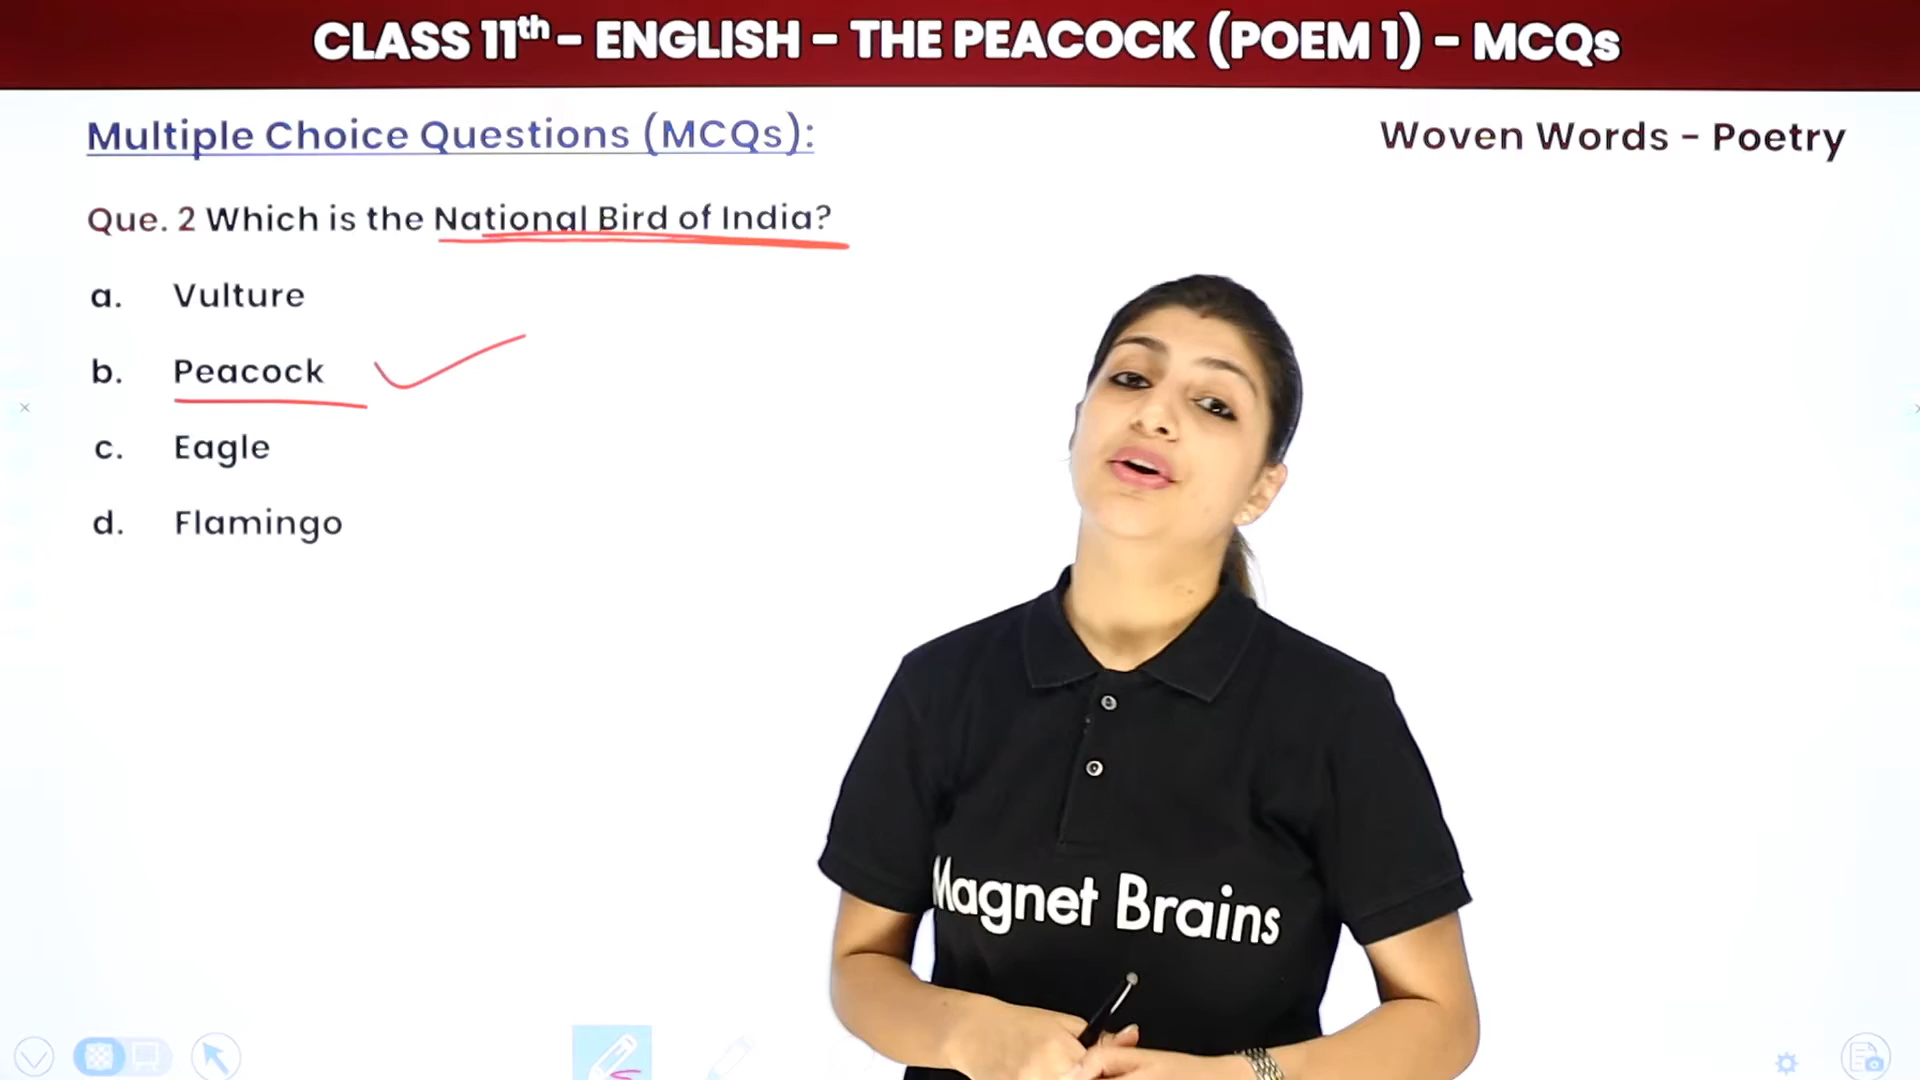 CLASS 11th - ENGLISH - THE PEACOCK (POEM 1) - MCQs
Multiple Choice Questions (MCQs):
Woven Words - Poetry
Que. 2 Which is the National Bird of India?
a. Vulture
b. Peacock
c. Eagle
d. Flamingo
Magnet Brains